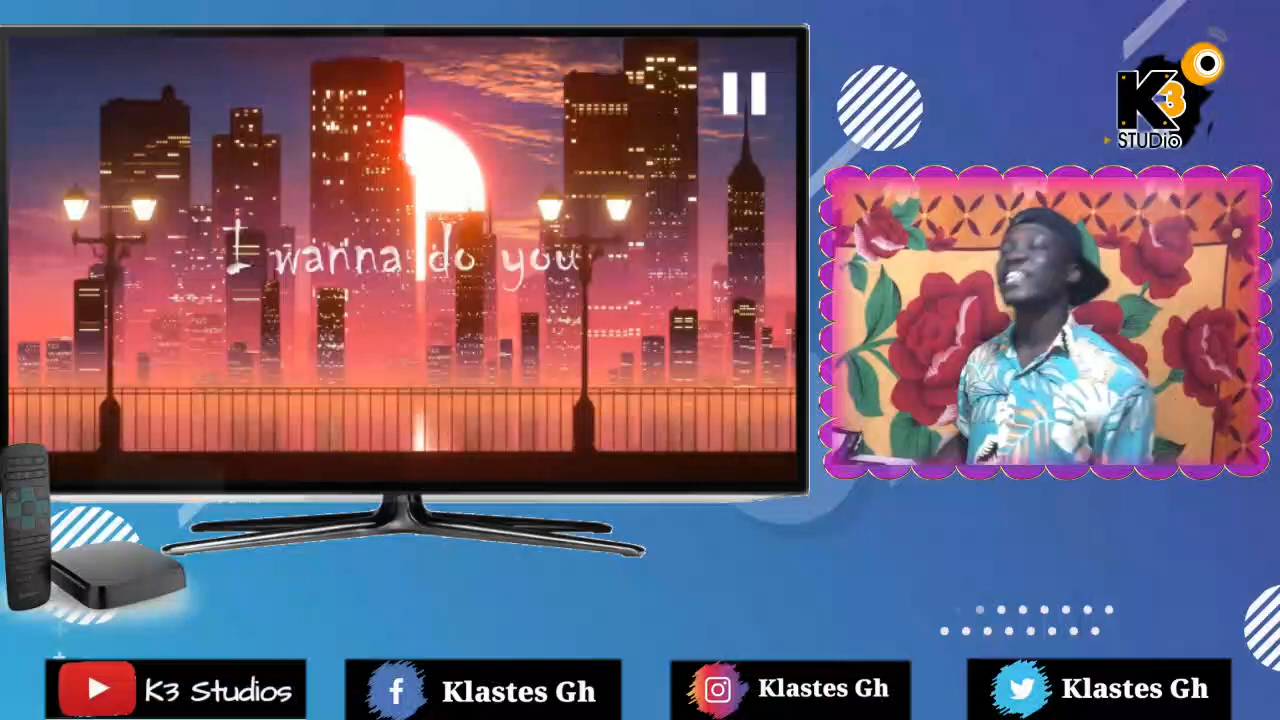 I wanna do you
K3
STUDiO
K3 Studios
Klastes Gh
Klastes Gh
Klastes Gh